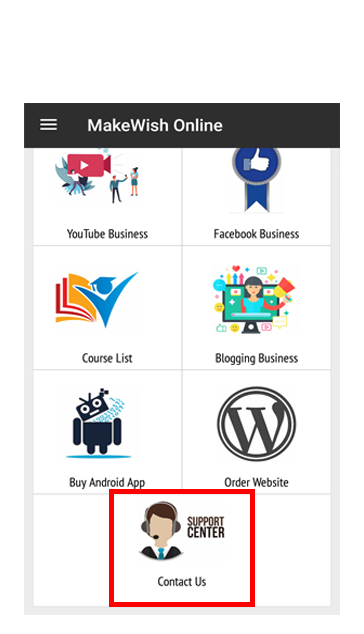 MakeWish Online
YouTube Business
Facebook Business
Course List
Blogging Business
Buy Android App
Order Website
SUPPORT
CENTER
Contact Us